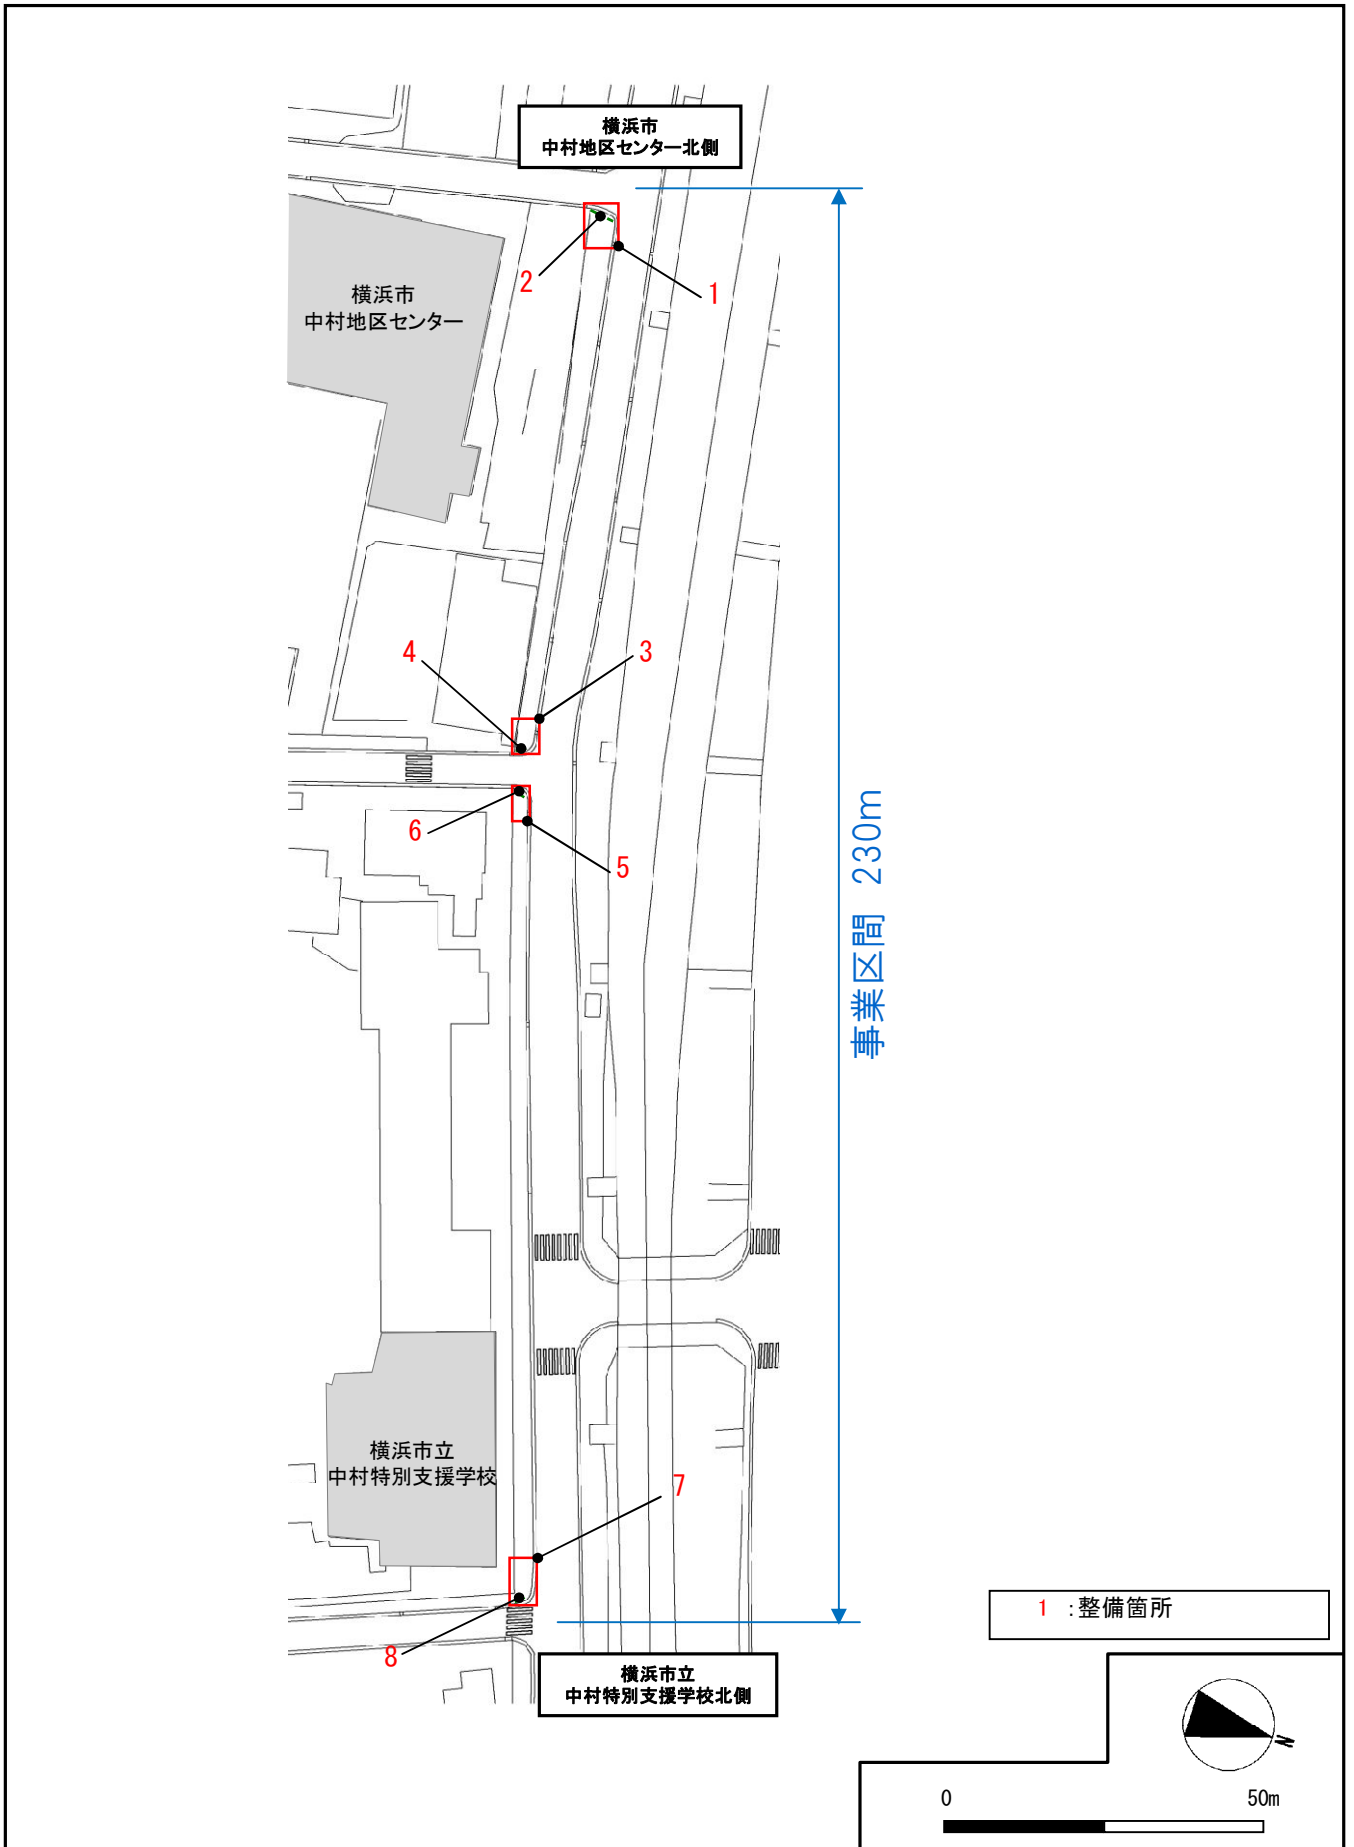 横浜市
中村地区センター北側
2
1
横浜市
中村地区センター
4
3
6
5
事業区間 230m
横浜市立
中村特別支援学校
7
8
横浜市立
中村特別支援学校北側
1 :整備箇所
N
0 50m